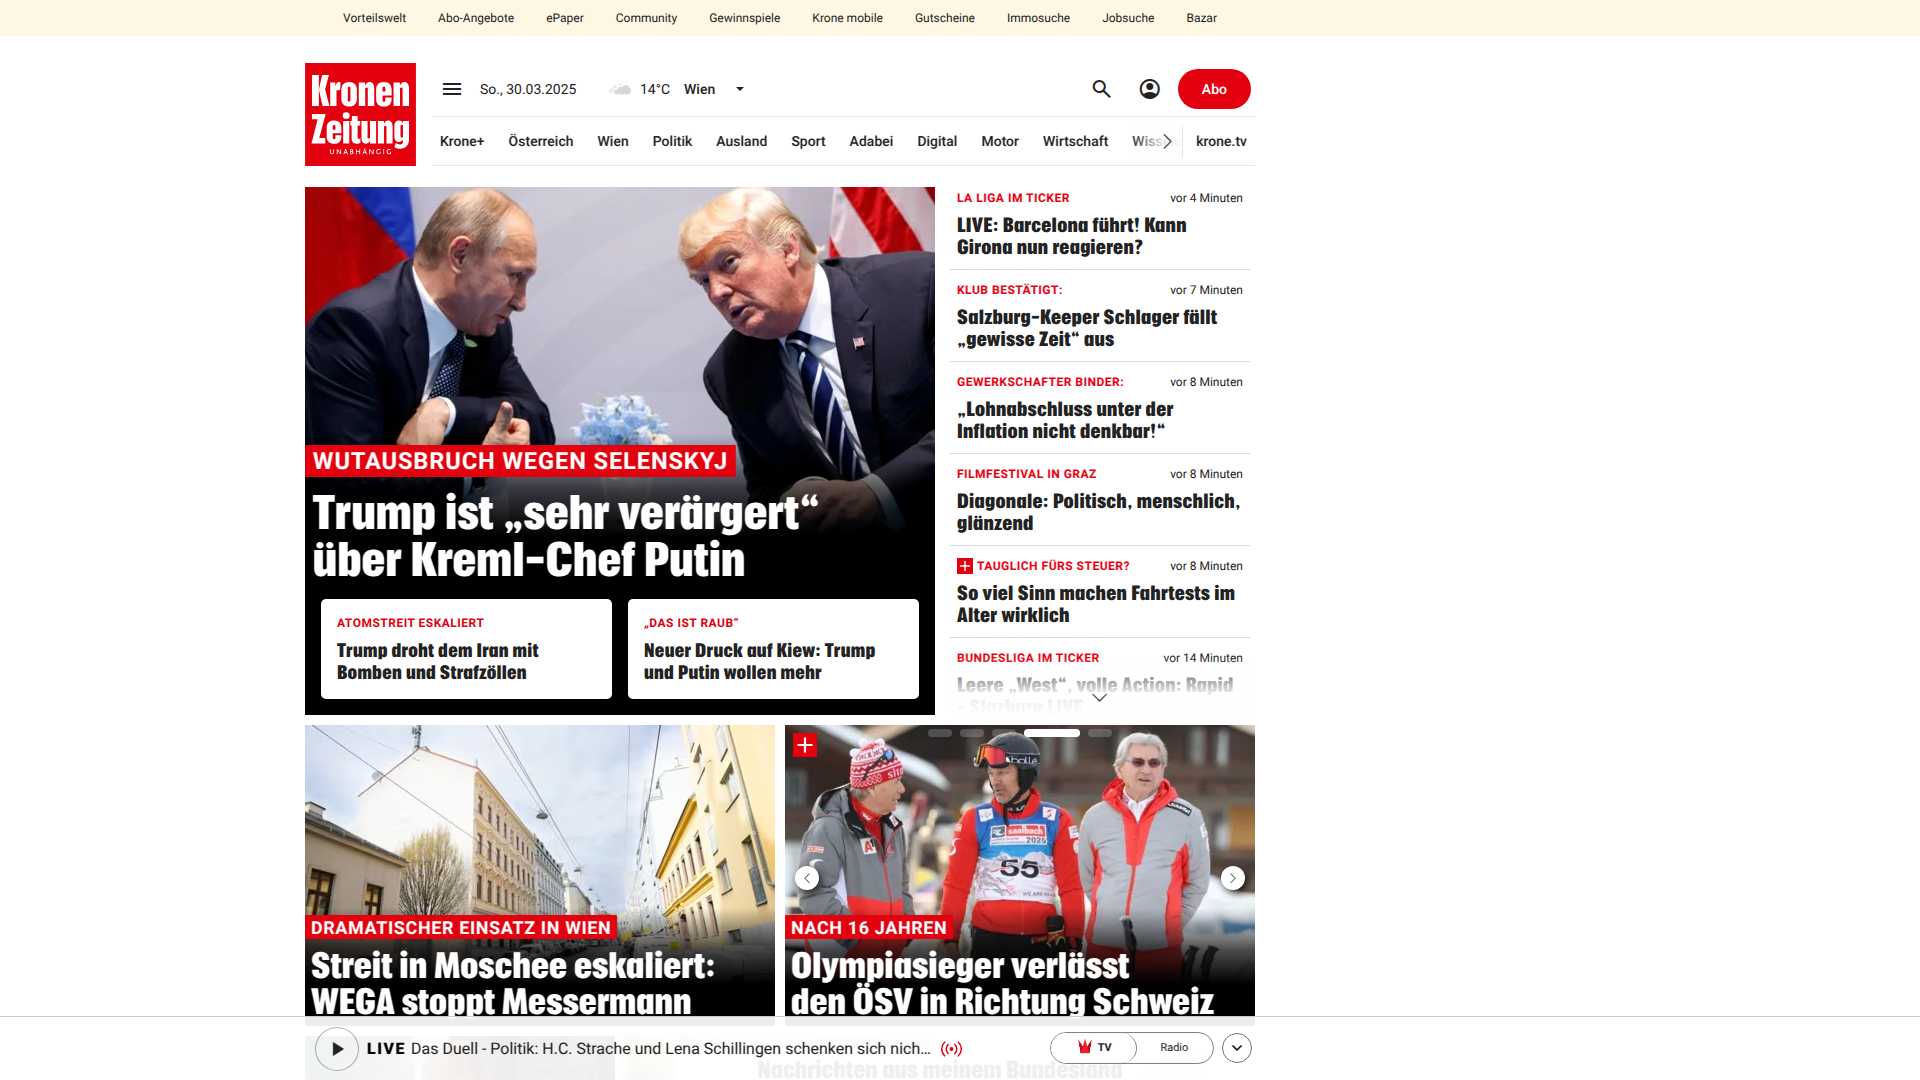 Vorteilswelt Abo-Angebote ePaper Community Gewinnspiele Krone mobile Gutscheine Immosuche Jobsuche Bazar
Kronen
Zeitung
UNABHÄNGIG
So., 30.03.2025 14°C Wien
Abo
Krone+ Österreich Wien Politik Ausland Sport Adabei Digital Motor Wirtschaft Wiss krone.tv
WUTAUSBRUCH WEGEN SELENSKYJ
Trump ist „sehr verärgert“
über Kreml-Chef Putin
ATOMSTREIT ESKALIERT
Trump droht dem Iran mit
Bomben und Strafzöllen
„DAS IST RAUB“
Neuer Druck auf Kiew: Trump
und Putin wollen mehr
LA LIGA IM TICKER vor 4 Minuten
LIVE: Barcelona führt! Kann
Girona nun reagieren?
KLUB BESTÄTIGT: vor 7 Minuten
Salzburg-Keeper Schlager fällt
„gewisse Zeit“ aus
GEWERKSCHAFTER BINDER: vor 8 Minuten
„Lohnabschluss unter der
Inflation nicht denkbar!“
FILMFESTIVAL IN GRAZ vor 8 Minuten
Diagonale: Politisch, menschlich,
glänzend
TAUGLICH FÜRS STEUER? vor 8 Minuten
So viel Sinn machen Fahrtests im
Alter wirklich
BUNDESLIGA IM TICKER vor 14 Minuten
Leere „West“, volle Action: Rapid
- Sturm LIVE
DRAMATISCHER EINSATZ IN WIEN
Streit in Moschee eskaliert:
WEGA stoppt Messermann
bollé
saalbach
2025
55
NACH 16 JAHREN
Olympiasieger verlässt
den ÖSV in Richtung Schweiz
LIVE Das Duell - Politik: H.C. Strache und Lena Schillingen schenken sich nich...
TV Radio
Nachrichten aus meinem Bundesland